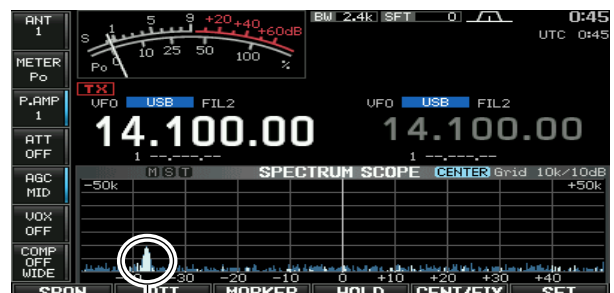 ANT
1
METER
Po
P.AMP
1
ATT
OFF
AGC
MID
VOX
OFF
COMP
OFF
WIDE
BW 2.4k SFT 0 0:45
UTC 0:45
S 1 5 9 +20 +40 +60dB
Po 0 10 25 50 100 %
TX
VFO USB FIL2 VFO USB FIL2
14.100.00 14.100.00
1 --.---.-- 1 --.---.--
M S T SPECTRUM SCOPE CENTER Grid 10k/10dB
-50k +50k
-30 -20 -10 0 +10 +20 +30 +40
ATT MARKER HOLD CENT/FIX SET